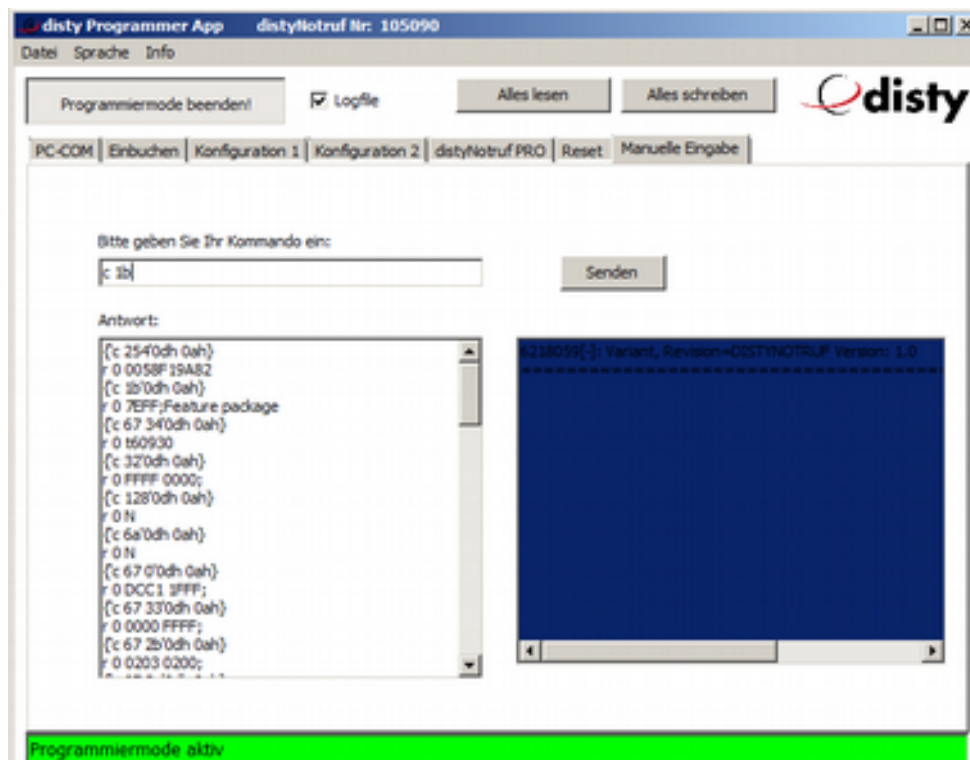 disty Programmer App distyNotruf Nr: 105090
Datei Sprache Info
Programmiermode beenden!
Logfile
Alles lesen
Alles schreiben
disty
PC-COM Einbuchen Konfiguration 1 Konfiguration 2 distyNotruf PRO Reset Manuelle Eingabe
Bitte geben Sie Ihr Kommando ein:
c 1b
Senden
Antwort:
{'c 254'0dh 0ah}
r 0 0058F19A82
{'c 1b'0dh 0ah}
r 0 7EFF;Feature package
{'c 67 34'0dh 0ah}
r 0 t60930
{'c 32'0dh 0ah}
r 0 FFFF 0000;
{'c 128'0dh 0ah}
r 0 N
{'c 6a'0dh 0ah}
r 0 N
{'c 67 0'0dh 0ah}
r 0 DCC1 1FFF;
{'c 67 33'0dh 0ah}
r 0 0000 FFFF;
{'c 67 2b'0dh 0ah}
r 0 0203 0200;
6218059[-]: Variant, Revision=DISTYNOTRUF Version: 1.0
Programmiermode aktiv